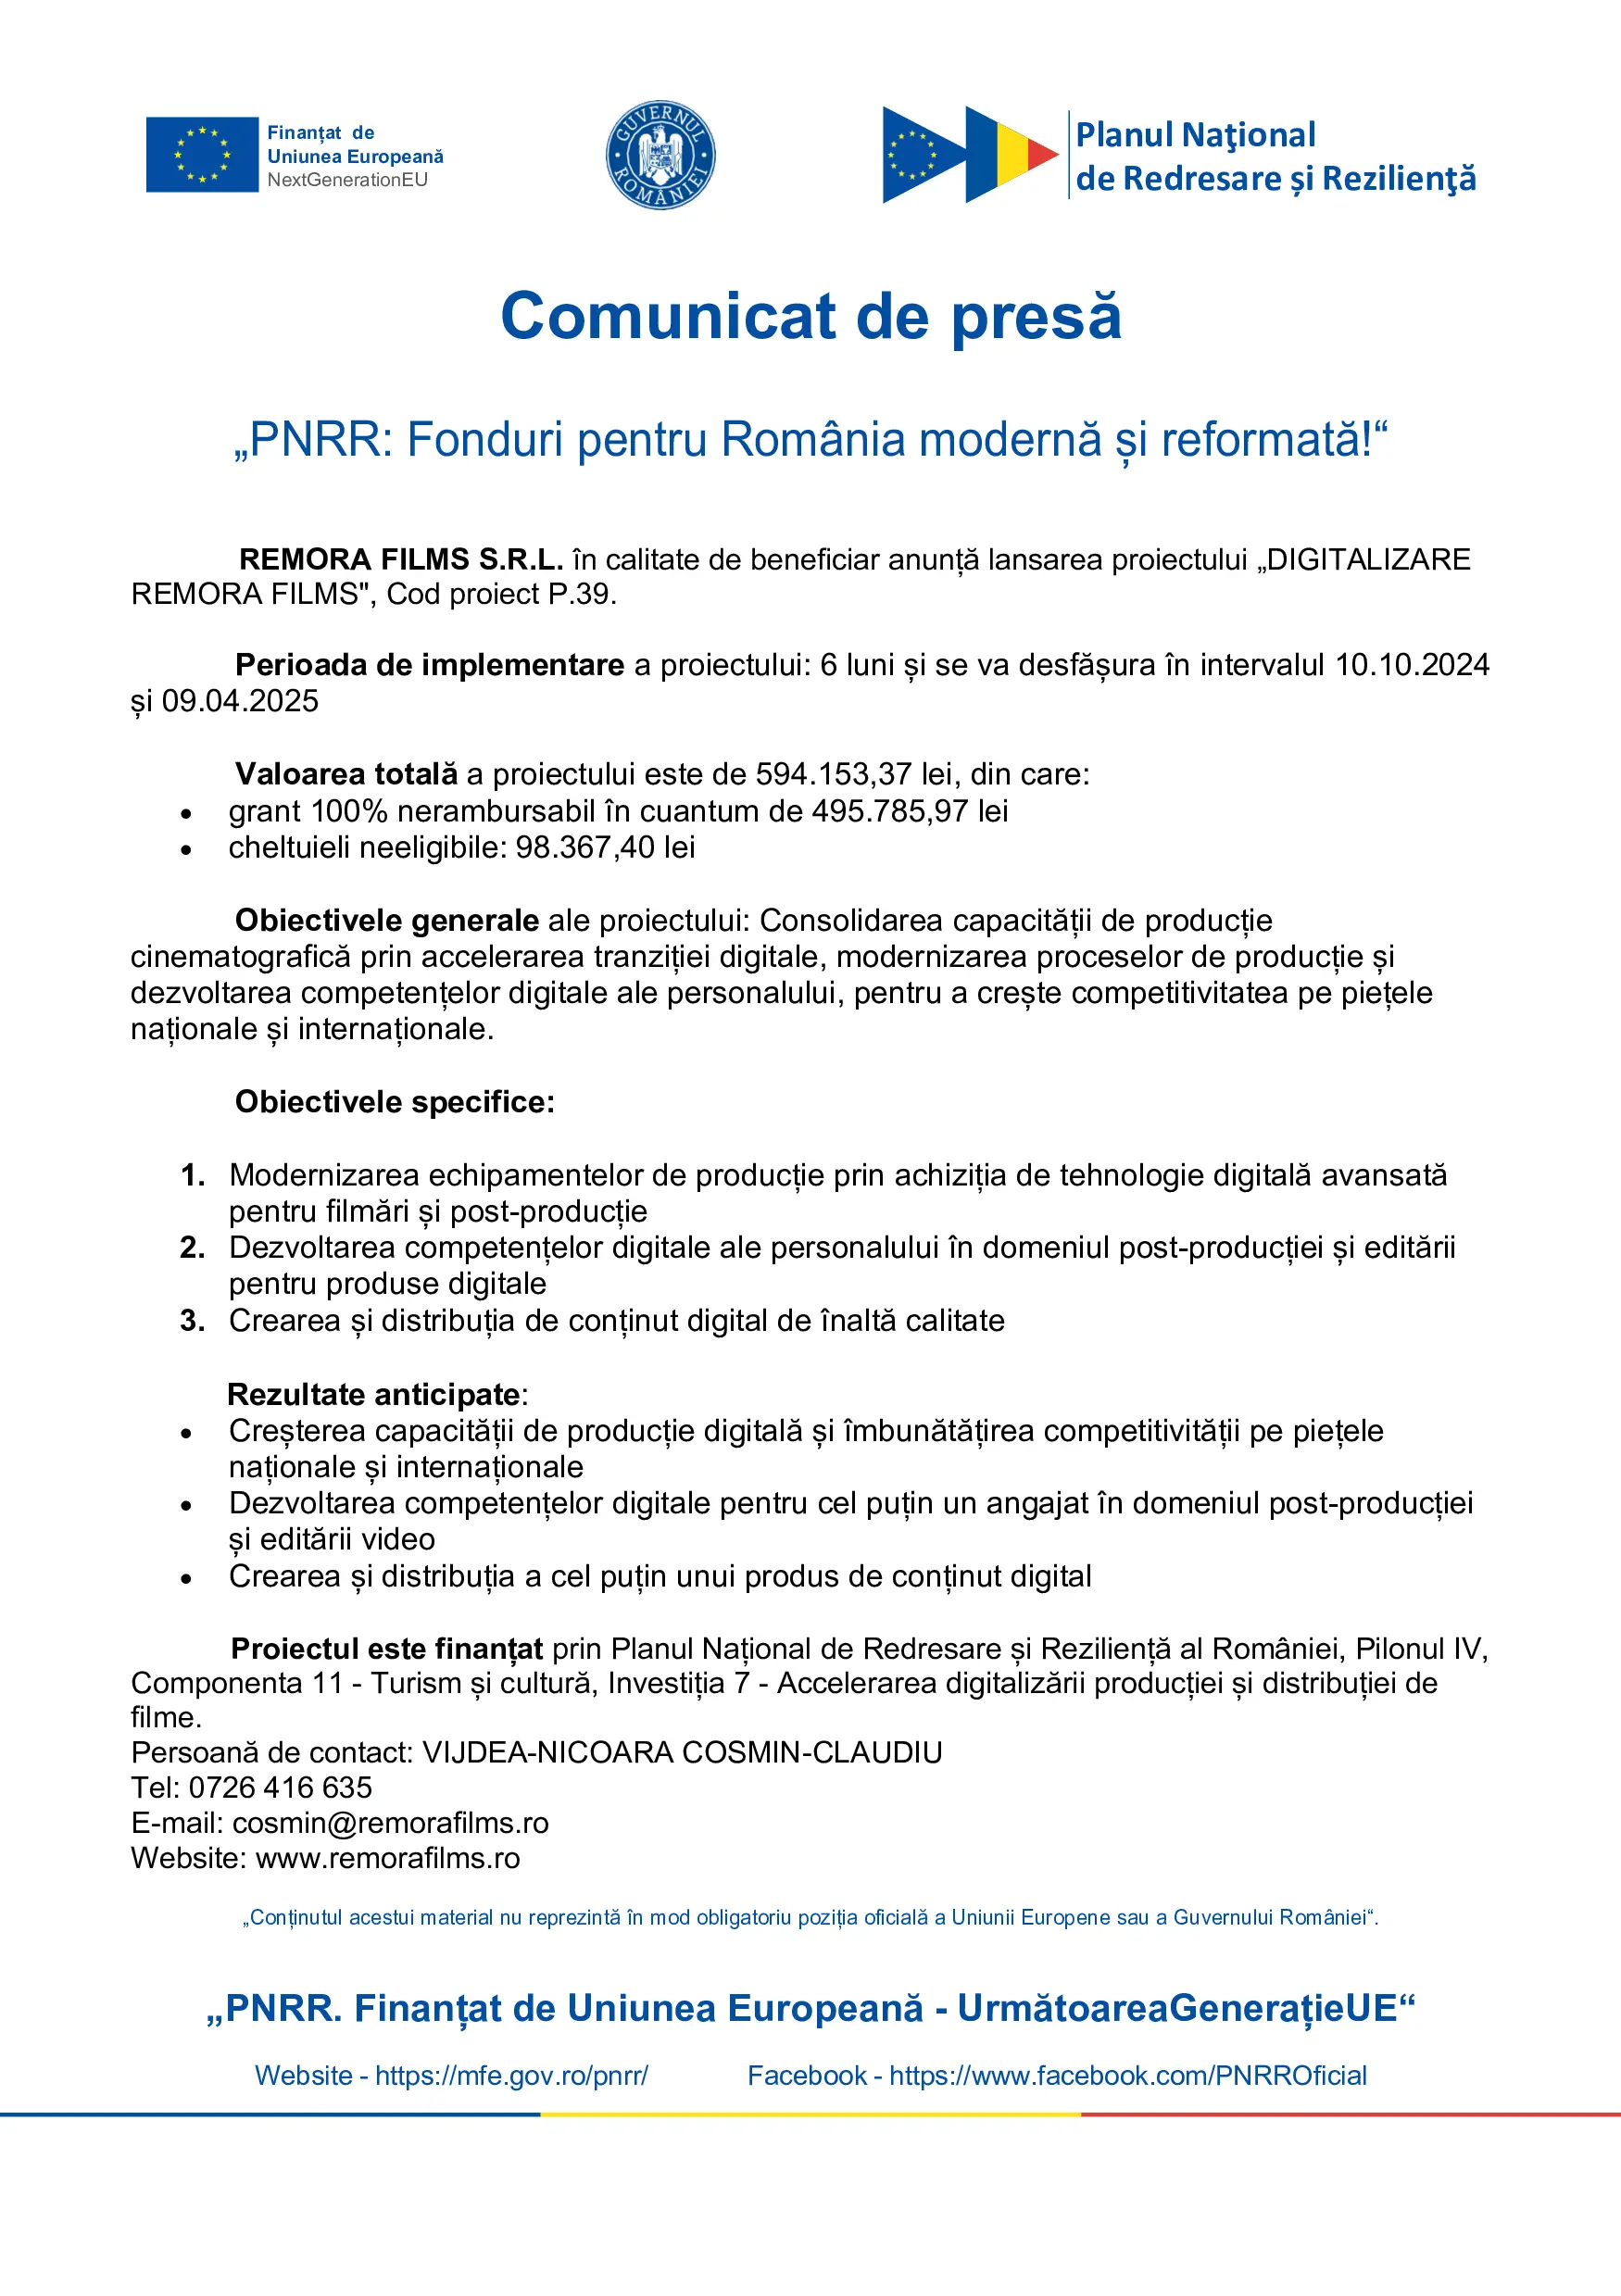 Finanțat de
Uniunea Europeană
NextGenerationEU
GUVERNUL ROMÂNIEI
Planul Naţional
de Redresare și Rezilienţă
Comunicat de presă
„PNRR: Fonduri pentru România modernă și reformată!“
REMORA FILMS S.R.L. în calitate de beneficiar anunță lansarea proiectului „DIGITALIZARE
REMORA FILMS", Cod proiect P.39.
Perioada de implementare a proiectului: 6 luni și se va desfășura în intervalul 10.10.2024
și 09.04.2025
Valoarea totală a proiectului este de 594.153,37 lei, din care:
• grant 100% nerambursabil în cuantum de 495.785,97 lei
• cheltuieli neeligibile: 98.367,40 lei
Obiectivele generale ale proiectului: Consolidarea capacității de producție
cinematografică prin accelerarea tranziției digitale, modernizarea proceselor de producție și
dezvoltarea competențelor digitale ale personalului, pentru a crește competitivitatea pe piețele
naționale și internaționale.
Obiectivele specifice:
1. Modernizarea echipamentelor de producție prin achiziția de tehnologie digitală avansată
pentru filmări și post-producție
2. Dezvoltarea competențelor digitale ale personalului în domeniul post-producției și editării
pentru produse digitale
3. Crearea și distribuția de conținut digital de înaltă calitate
Rezultate anticipate:
• Creșterea capacității de producție digitală și îmbunătățirea competitivității pe piețele
naționale și internaționale
• Dezvoltarea competențelor digitale pentru cel puțin un angajat în domeniul post-producției
și editării video
• Crearea și distribuția a cel puțin unui produs de conținut digital
Proiectul este finanțat prin Planul Național de Redresare și Reziliență al României, Pilonul IV,
Componenta 11 - Turism și cultură, Investiția 7 - Accelerarea digitalizării producției și distribuției de
filme.
Persoană de contact: VIJDEA-NICOARA COSMIN-CLAUDIU
Tel: 0726 416 635
E-mail: cosmin@remorafilms.ro
Website: www.remorafilms.ro
„Conținutul acestui material nu reprezintă în mod obligatoriu poziția oficială a Uniunii Europene sau a Guvernului României“.
„PNRR. Finanțat de Uniunea Europeană - UrmătoareaGenerațieUE“
Website - https://mfe.gov.ro/pnrr/ Facebook - https://www.facebook.com/PNRROficial